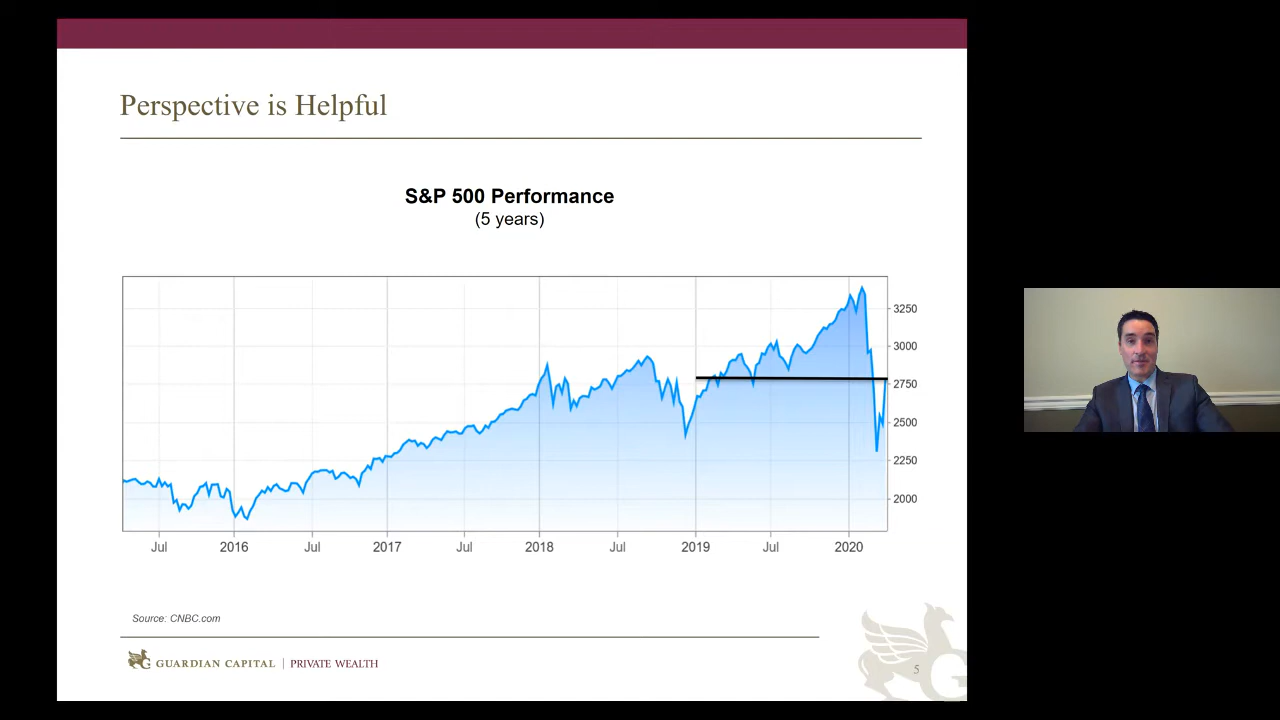 Perspective is Helpful
S&P 500 Performance
(5 years)
3250
3000
2750
2500
2250
2000
Jul 2016 Jul 2017 Jul 2018 Jul 2019 Jul 2020
Source: CNBC.com
GUARDIAN CAPITAL | PRIVATE WEALTH
5
G